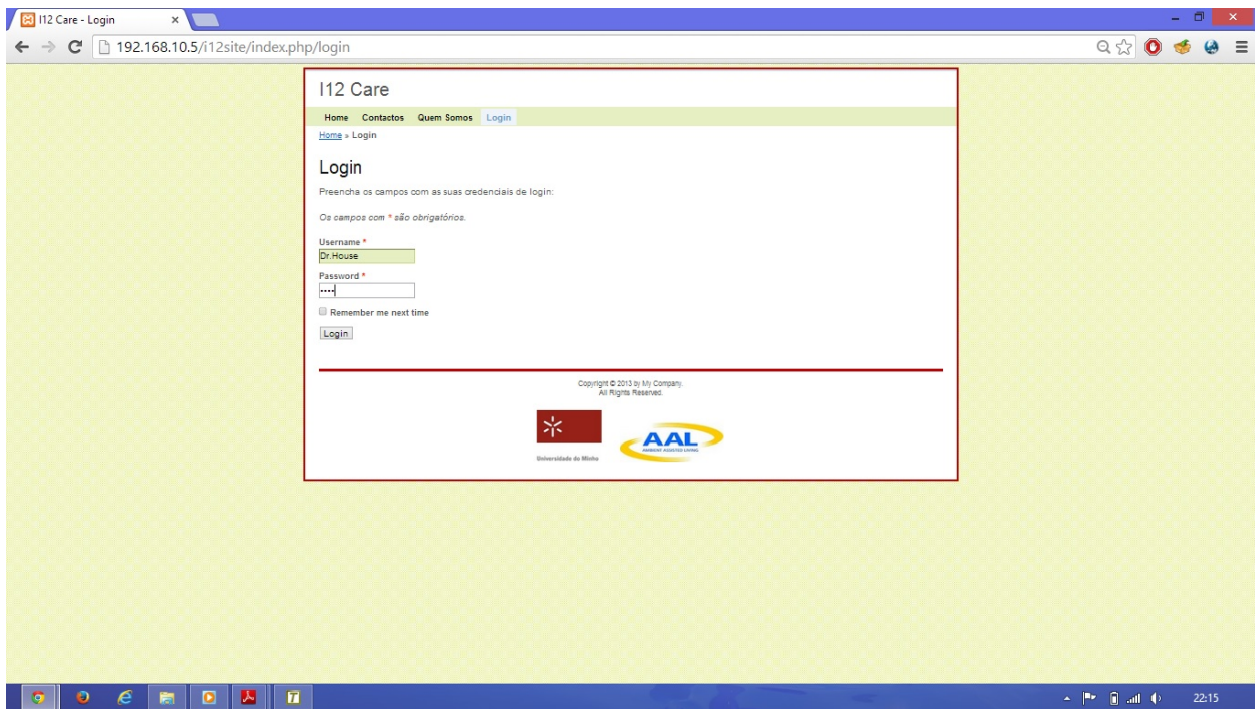 I12 Care - Login
192.168.10.5/i12site/index.php/login
I12 Care
Home Contactos Quem Somos Login
Home » Login
Login
Preencha os campos com as suas credenciais de login:
Os campos com * são obrigatórios.
Username *
Dr.House
Password *
••••
Remember me next time
Login
Copyright © 2013 by My Company.
All Rights Reserved.
AAL
AMBIENT ASSISTED LIVING
Universidade do Minho
22:15